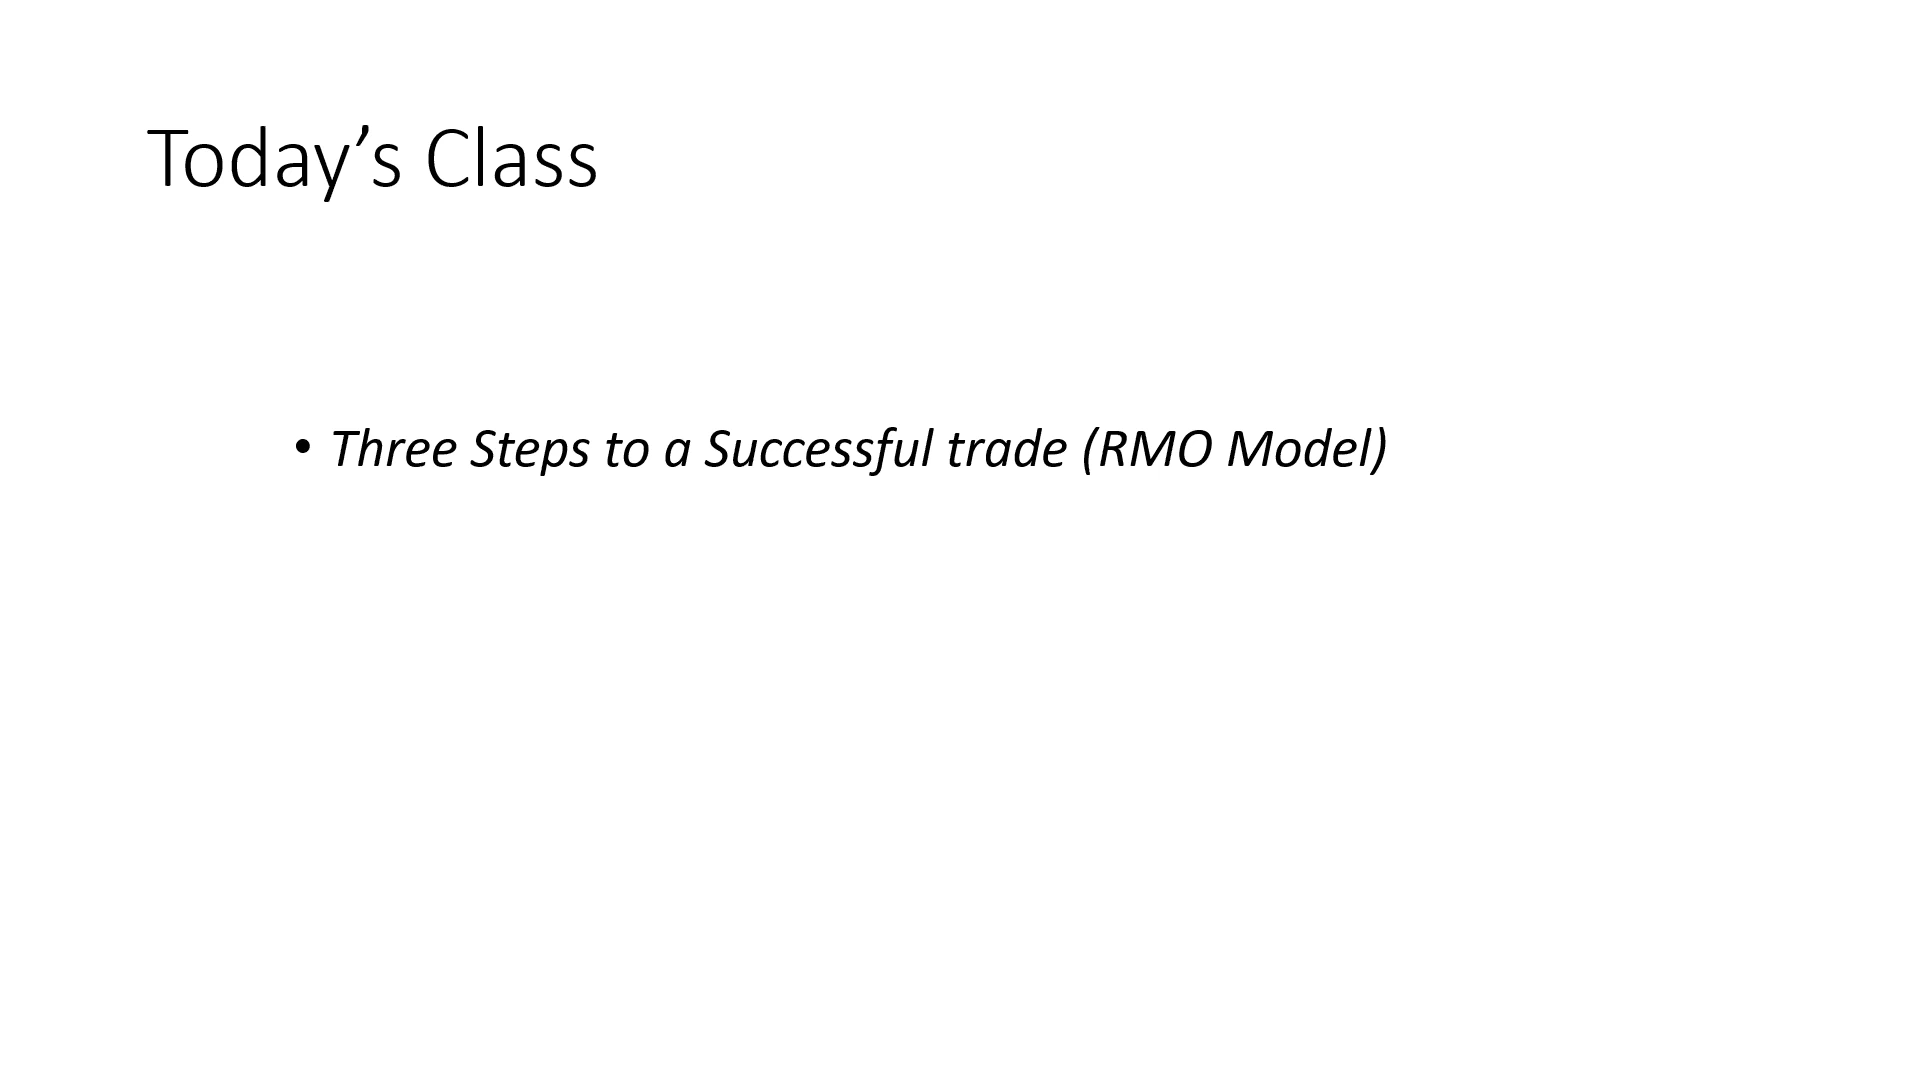 Today’s Class
• Three Steps to a Successful trade (RMO Model)